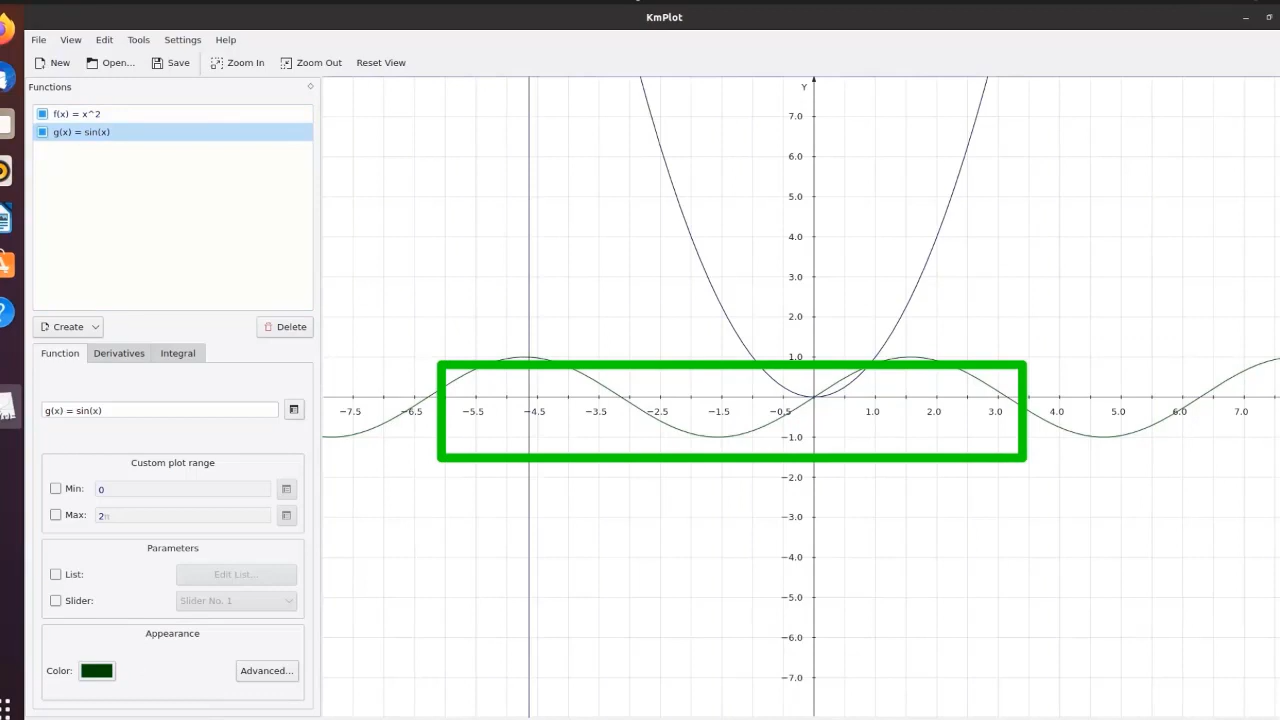 KmPlot
File View Edit Tools Settings Help
New Open... Save Zoom In Zoom Out Reset View
Functions
f(x) = x^2
g(x) = sin(x)
Create Delete
Function Derivatives Integral
g(x) = sin(x)
Custom plot range
Min: 0
Max: 2π
Parameters
List: Edit List...
Slider: Slider No. 1
Appearance
Color: Advanced...
Y
7.0
6.0
5.0
4.0
3.0
2.0
1.0
−7.5 −6.5 −5.5 −4.5 −3.5 −2.5 −1.5 −0.5 1.0 2.0 3.0 4.0 5.0 6.0 7.0
−1.0
−2.0
−3.0
−4.0
−5.0
−6.0
−7.0